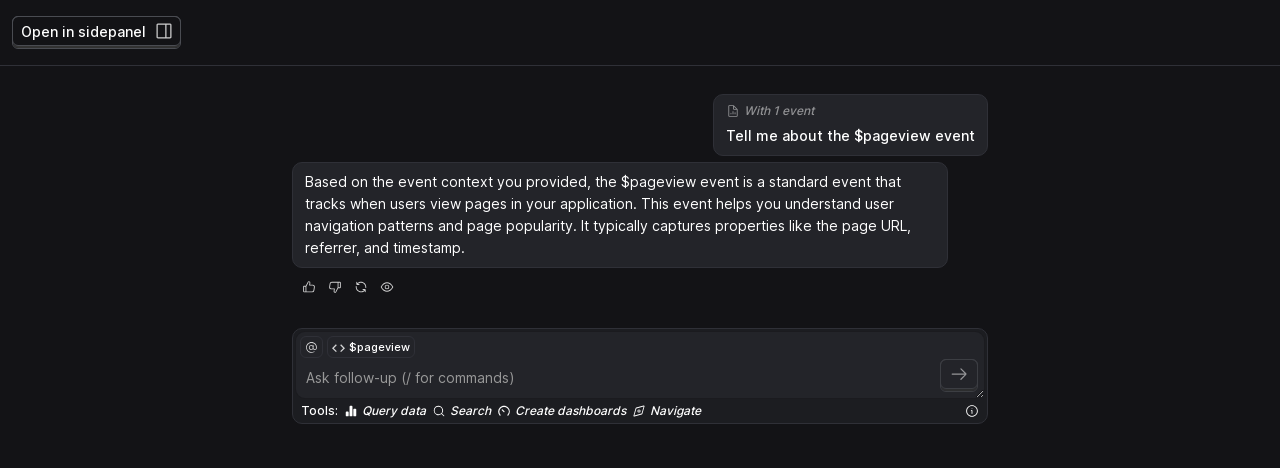 Open in sidepanel
With 1 event
Tell me about the $pageview event
Based on the event context you provided, the $pageview event is a standard event that
tracks when users view pages in your application. This event helps you understand user
navigation patterns and page popularity. It typically captures properties like the page URL,
referrer, and timestamp.
@ $pageview
Ask follow-up (/ for commands)
Tools: Query data Search Create dashboards Navigate